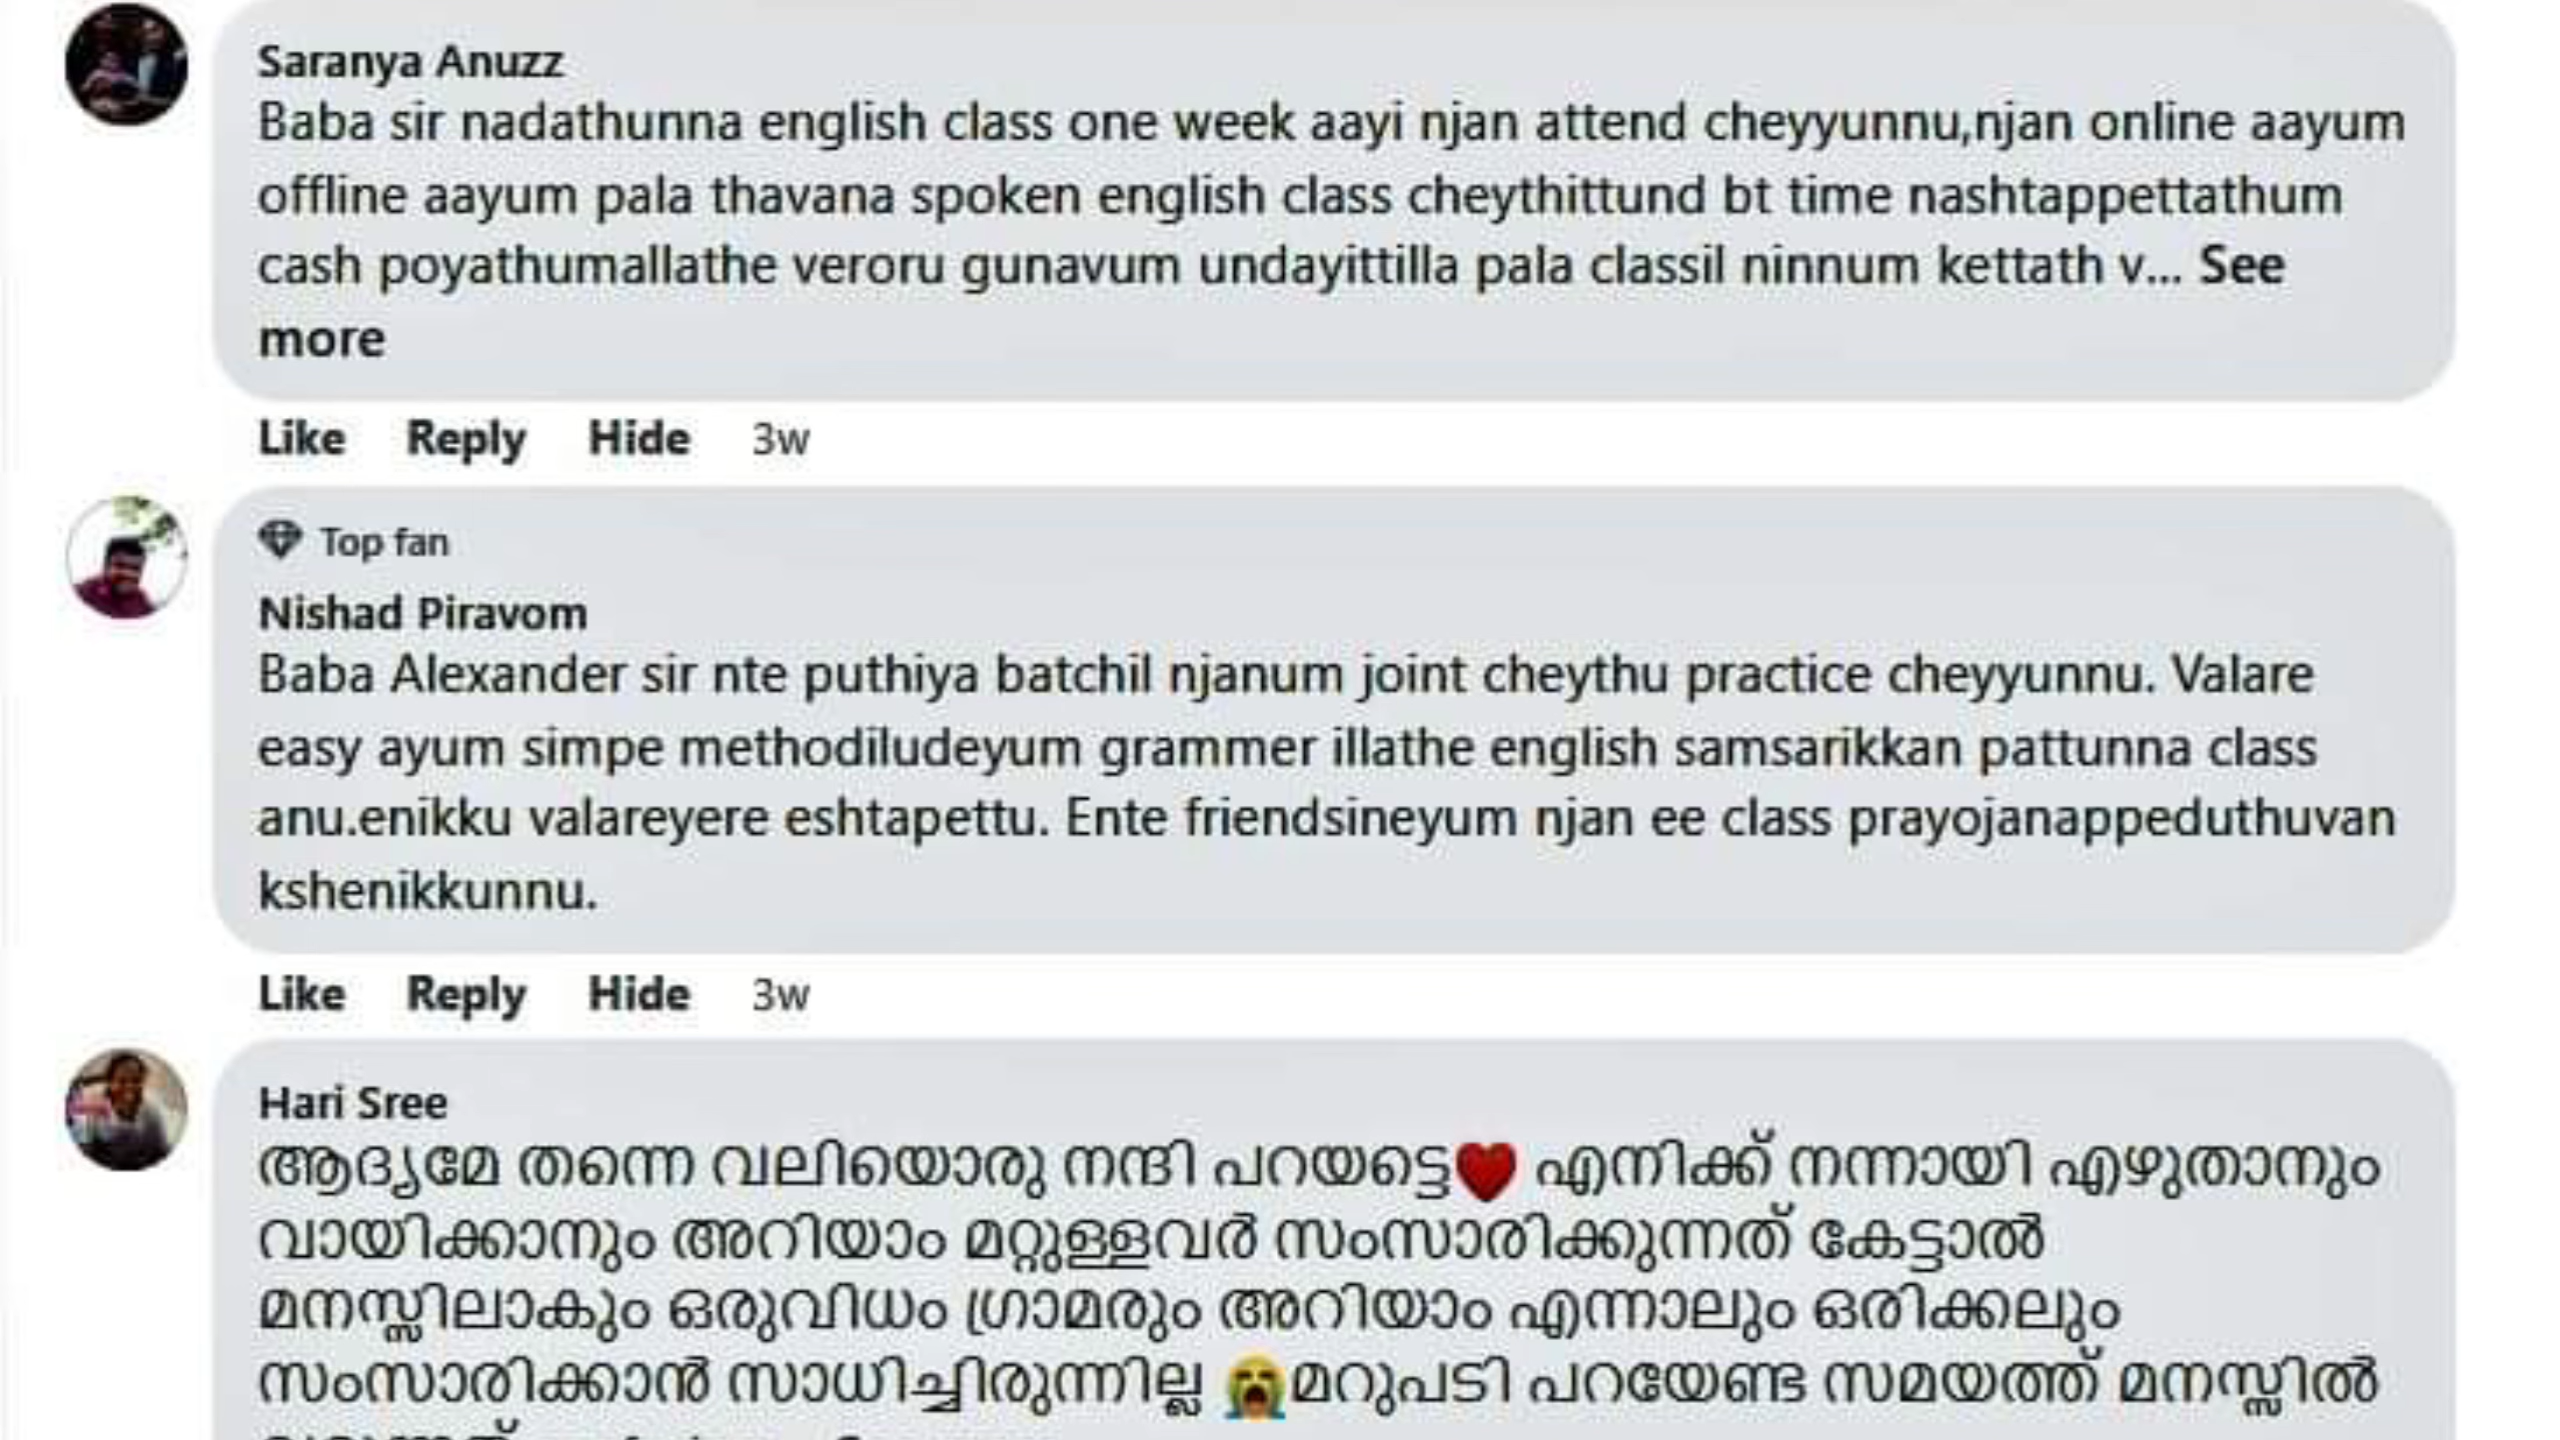 Saranya Anuzz
Baba sir nadathunna english class one week aayi njan attend cheyyunnu,njan online aayum
offline aayum pala thavana spoken english class cheythittund bt time nashtappettathum
cash poyathumallathe veroru gunavum undayittilla pala classil ninnum kettath v... See
more
Like Reply Hide 3w
Top fan
Nishad Piravom
Baba Alexander sir nte puthiya batchil njanum joint cheythu practice cheyyunnu. Valare
easy ayum simpe methodiludeyum grammer illathe english samsarikkan pattunna class
anu.enikku valareyere eshtapettu. Ente friendsineyum njan ee class prayojanappeduthuvan
kshenikkunnu.
Like Reply Hide 3w
Hari Sree
ആദ്യമേ തന്നെ വലിയൊരു നന്ദി പറയട്ടെ❤️ എനിക്ക് നന്നായി എഴുതാനും
വായിക്കാനും അറിയാം മറ്റുള്ളവർ സംസാരിക്കുന്നത് കേട്ടാൽ
മനസ്സിലാകും ഒരുവിധം ഗ്രാമരും അറിയാം എന്നാലും ഒരിക്കലും
സംസാരിക്കാൻ സാധിച്ചിരുന്നില്ല 😭മറുപടി പറയേണ്ട സമയത്ത് മനസ്സിൽ